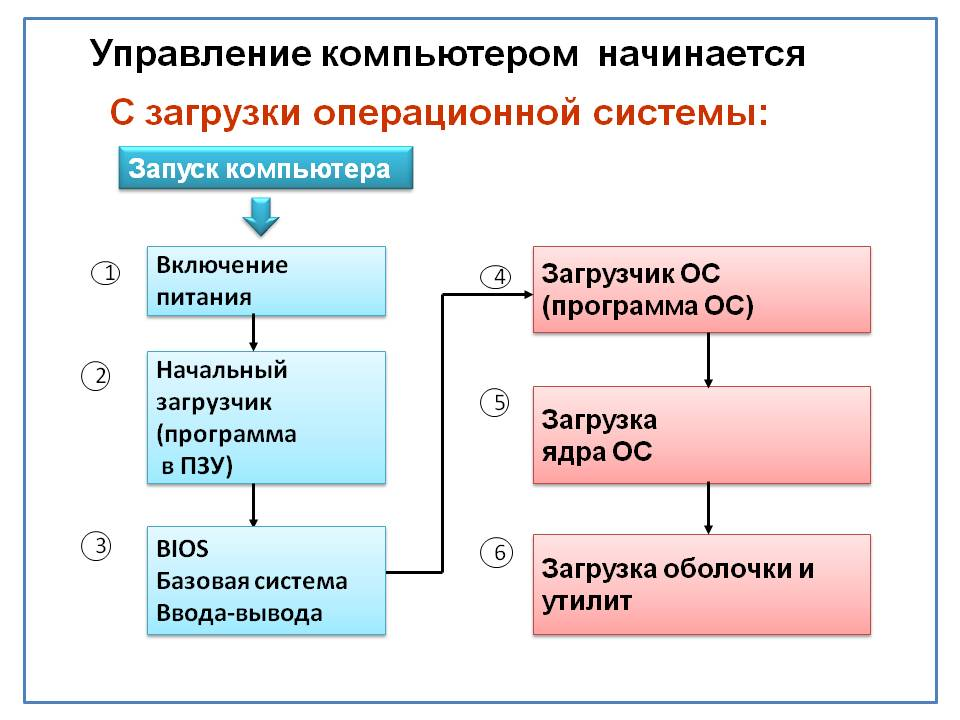 Управление компьютером начинается
С загрузки операционной системы:
Запуск компьютера
1
Включение
питания
2
Начальный
загрузчик
(программа
в ПЗУ)
3
BIOS
Базовая система
Ввода-вывода
4
Загрузчик ОС
(программа ОС)
5
Загрузка
ядра ОС
6
Загрузка оболочки и
утилит